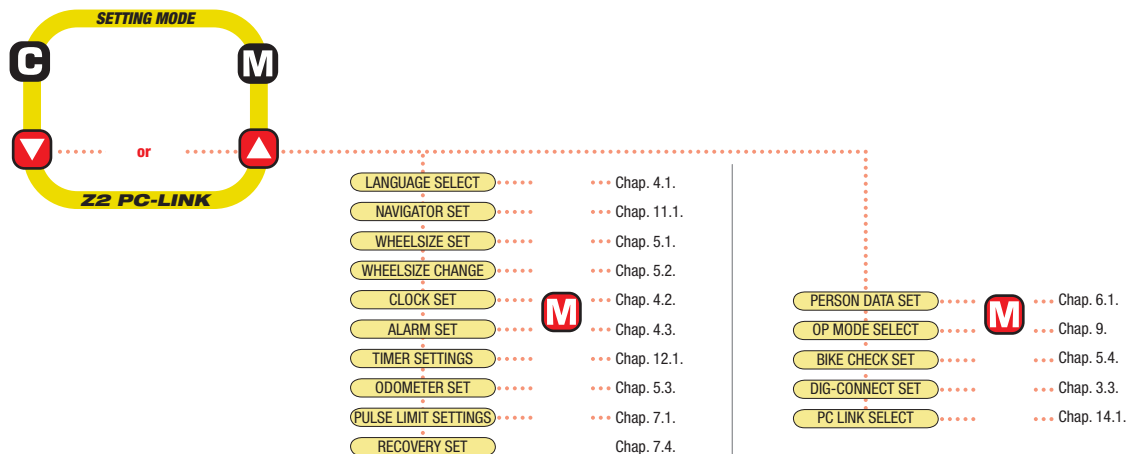 SETTING MODE
C
M
or
Z2 PC-LINK
LANGUAGE SELECT Chap. 4.1.
NAVIGATOR SET Chap. 11.1.
WHEELSIZE SET Chap. 5.1.
WHEELSIZE CHANGE Chap. 5.2.
CLOCK SET Chap. 4.2.
M
ALARM SET Chap. 4.3.
TIMER SETTINGS Chap. 12.1.
ODOMETER SET Chap. 5.3.
PULSE LIMIT SETTINGS Chap. 7.1.
RECOVERY SET Chap. 7.4.
PERSON DATA SET Chap. 6.1.
M
OP MODE SELECT Chap. 9.
BIKE CHECK SET Chap. 5.4.
DIG-CONNECT SET Chap. 3.3.
PC LINK SELECT Chap. 14.1.